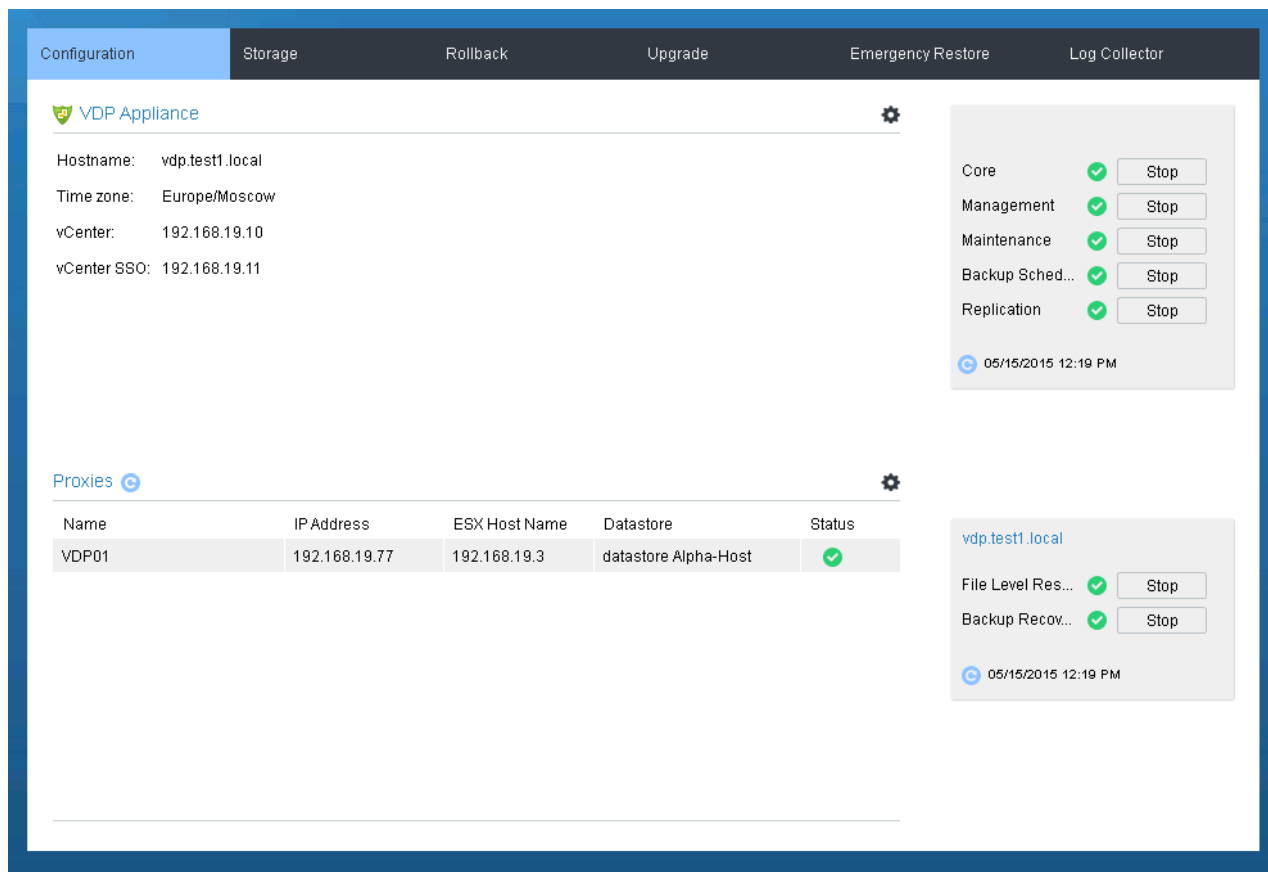 Configuration Storage Rollback Upgrade Emergency Restore Log Collector
VDP Appliance
Hostname: vdp.test1.local
Time zone: Europe/Moscow
vCenter: 192.168.19.10
vCenter SSO: 192.168.19.11
Core Stop
Management Stop
Maintenance Stop
Backup Sched... Stop
Replication Stop
05/15/2015 12:19 PM
Proxies
Name IP Address ESX Host Name Datastore Status
VDP01 192.168.19.77 192.168.19.3 datastore Alpha-Host
vdp.test1.local
File Level Res... Stop
Backup Recov... Stop
05/15/2015 12:19 PM